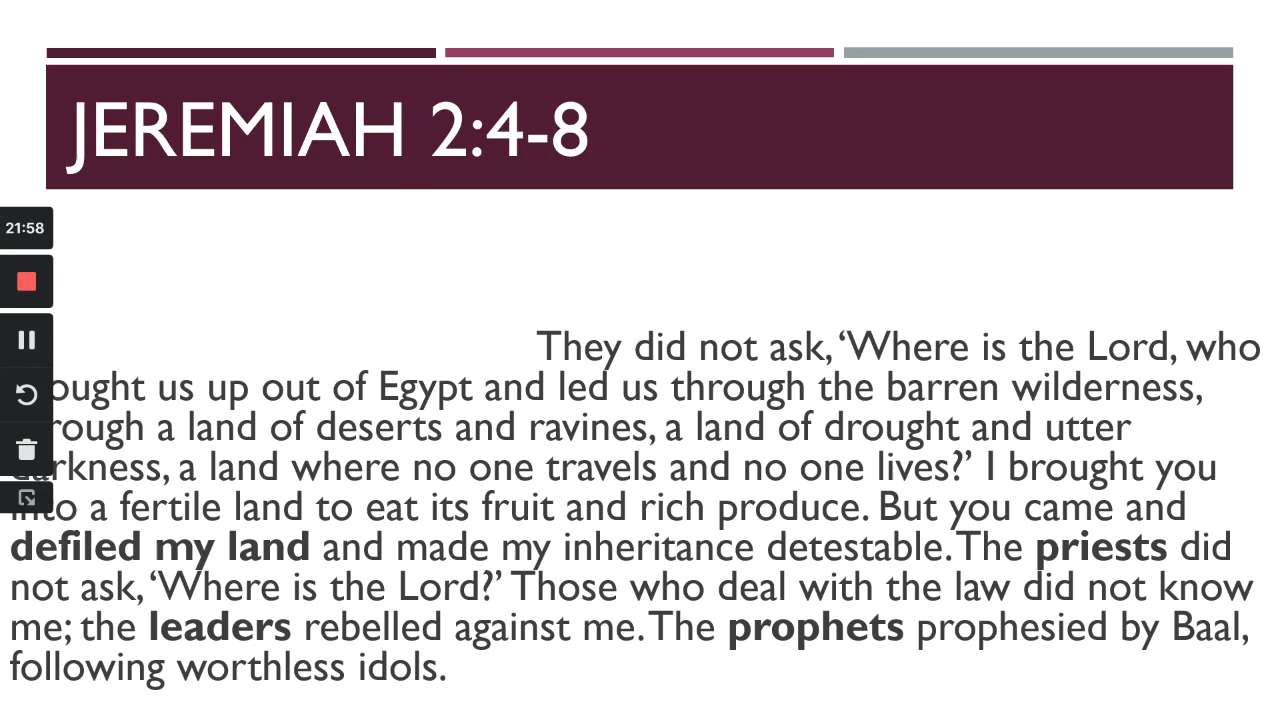 JEREMIAH 2:4-8
21:58
They did not ask, ‘Where is the Lord, who
ought us up out of Egypt and led us through the barren wilderness,
rough a land of deserts and ravines, a land of drought and utter
darkness, a land where no one travels and no one lives?’ I brought you
into a fertile land to eat its fruit and rich produce. But you came and
defiled my land and made my inheritance detestable. The priests did
not ask, ‘Where is the Lord?’ Those who deal with the law did not know
me; the leaders rebelled against me. The prophets prophesied by Baal,
following worthless idols.